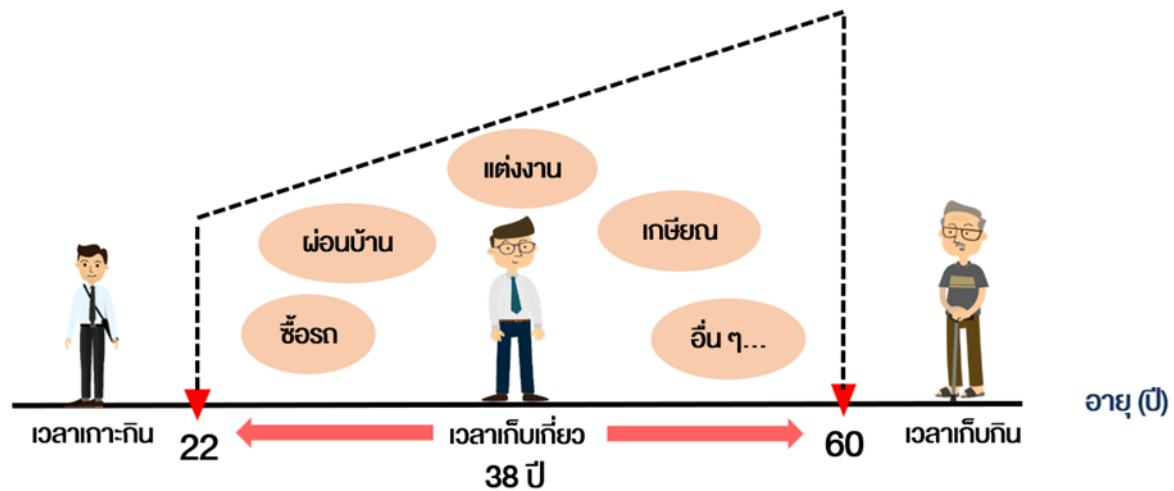 แต่งงาน
ผ่อนบ้าน
เกษียณ
ซื้อรถ
อื่น ๆ...
อายุ (ปี)
เวลาเกาะกิน
22
เวลาเก็บเกี่ยว
60
เวลาเก็บกิน
38 ปี